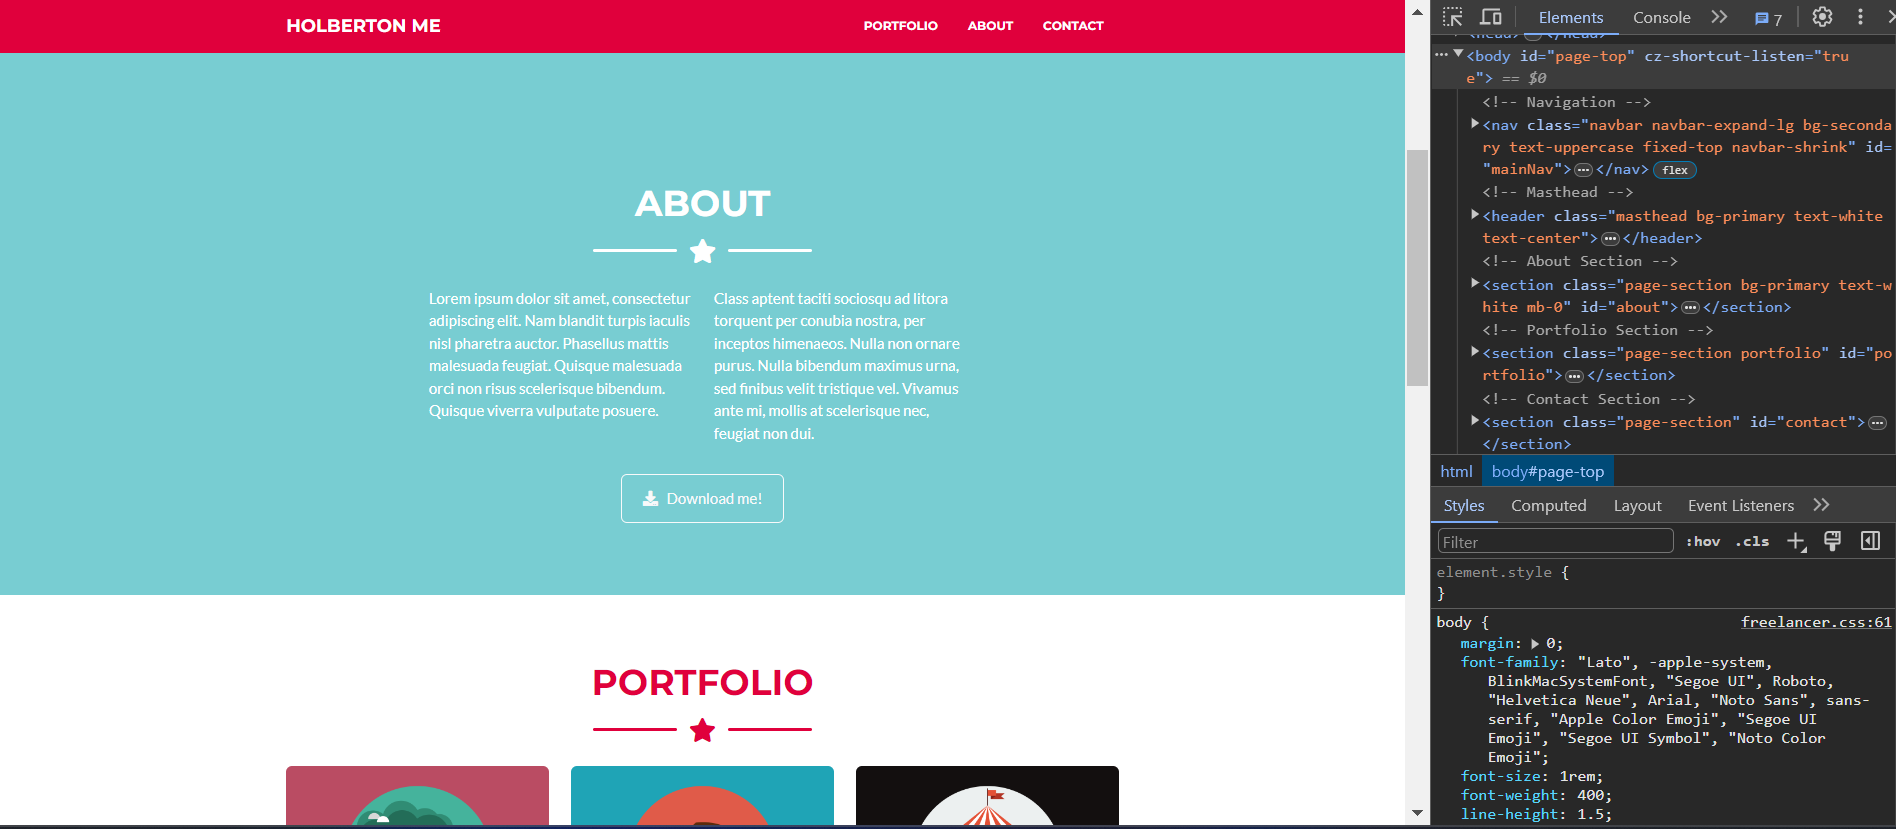 HOLBERTON ME
PORTFOLIO ABOUT CONTACT
ABOUT
Lorem ipsum dolor sit amet, consectetur
adipiscing elit. Nam blandit turpis iaculis
nisl pharetra auctor. Phasellus mattis
malesuada feugiat. Quisque malesuada
orci non risus scelerisque bibendum.
Quisque viverra vulputate posuere.
Class aptent taciti sociosqu ad litora
torquent per conubia nostra, per
inceptos himenaeos. Nulla non ornare
purus. Nulla bibendum maximus urna,
sed finibus velit tristique vel. Vivamus
ante mi, mollis at scelerisque nec,
feugiat non dui.
Download me!
PORTFOLIO
Elements Console 7
<body id="page-top" cz-shortcut-listen="tru
e"> == $0
<!-- Navigation -->
<nav class="navbar navbar-expand-lg bg-seconda
ry text-uppercase fixed-top navbar-shrink" id=
"mainNav">…</nav> flex
<!-- Masthead -->
<header class="masthead bg-primary text-white
text-center">…</header>
<!-- About Section -->
<section class="page-section bg-primary text-w
hite mb-0" id="about">…</section>
<!-- Portfolio Section -->
<section class="page-section portfolio" id="po
rtfolio">…</section>
<!-- Contact Section -->
<section class="page-section" id="contact">…
</section>
html body#page-top
Styles Computed Layout Event Listeners
Filter :hov .cls
element.style {
}
body { freelancer.css:61
margin: 0;
font-family: "Lato", -apple-system,
BlinkMacSystemFont, "Segoe UI", Roboto,
"Helvetica Neue", Arial, "Noto Sans", sans-
serif, "Apple Color Emoji", "Segoe UI
Emoji", "Segoe UI Symbol", "Noto Color
Emoji";
font-size: 1rem;
font-weight: 400;
line-height: 1.5;